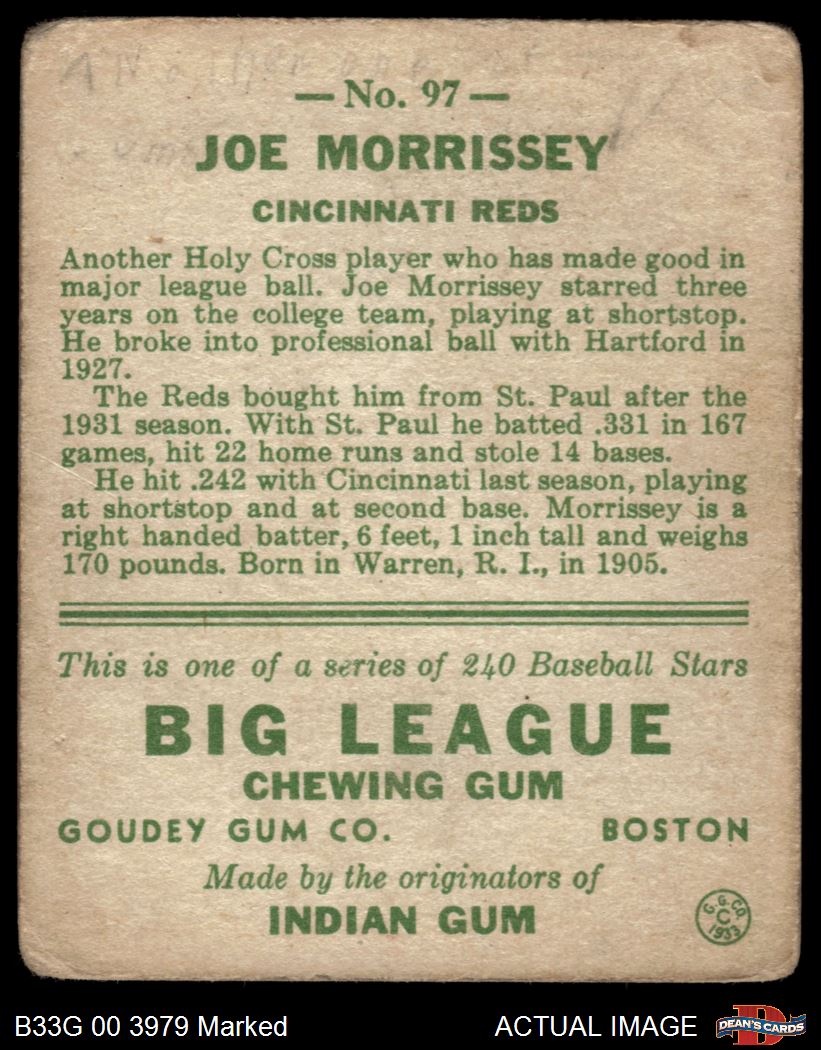 — No. 97 —
JOE MORRISSEY
CINCINNATI REDS
Another Holy Cross player who has made good in
major league ball. Joe Morrissey starred three
years on the college team, playing at shortstop.
He broke into professional ball with Hartford in
1927.
The Reds bought him from St. Paul after the
1931 season. With St. Paul he batted .331 in 167
games, hit 22 home runs and stole 14 bases.
He hit .242 with Cincinnati last season, playing
at shortstop and at second base. Morrissey is a
right handed batter, 6 feet, 1 inch tall and weighs
170 pounds. Born in Warren, R. I., in 1905.
This is one of a series of 240 Baseball Stars
BIG LEAGUE
CHEWING GUM
GOUDEY GUM CO. BOSTON
Made by the originators of
INDIAN GUM
G. G. CO.
C
1933
B33G 00 3979 Marked ACTUAL IMAGE
D
DEAN'S CARDS